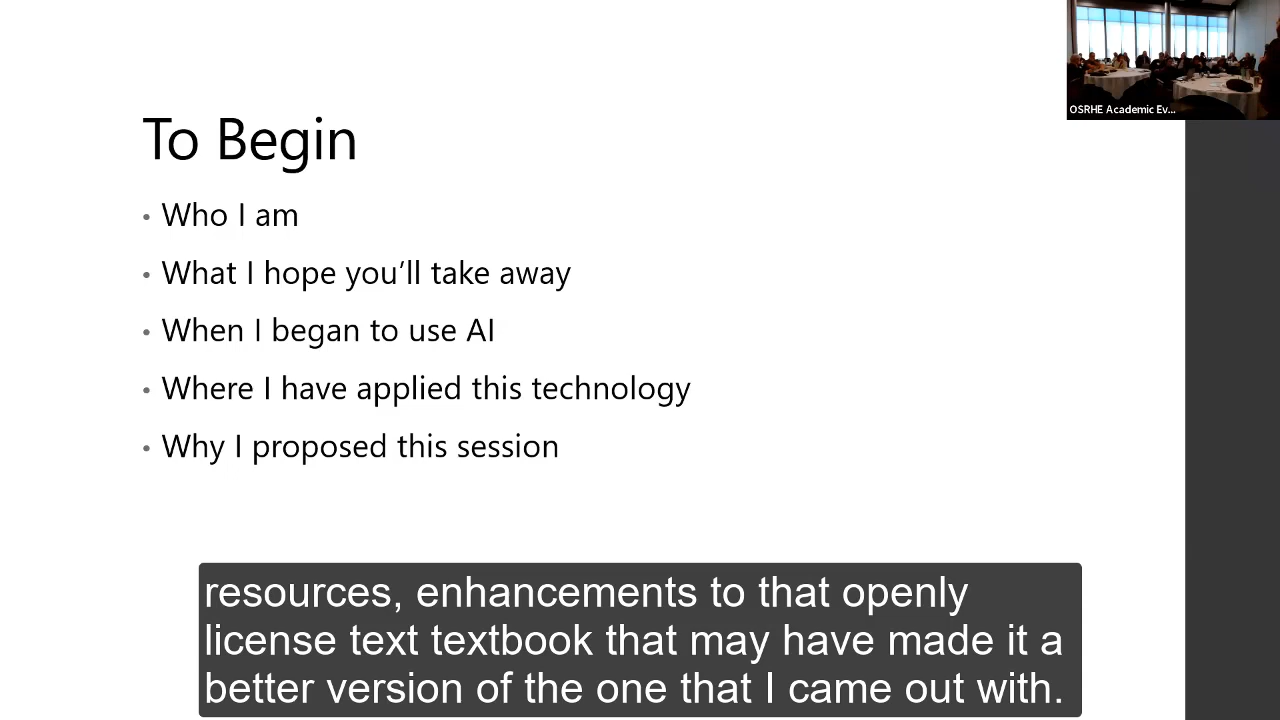 OSRHE Academic Ev...
To Begin
• Who I am
• What I hope you’ll take away
• When I began to use AI
• Where I have applied this technology
• Why I proposed this session
resources, enhancements to that openly
license text textbook that may have made it a
better version of the one that I came out with.